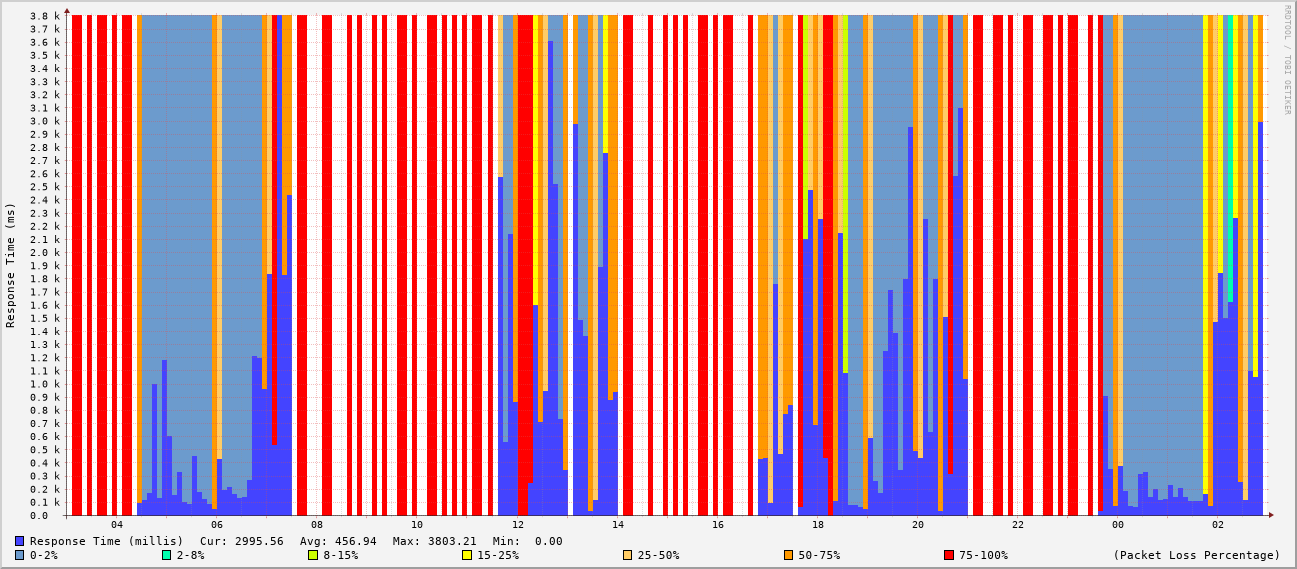 3.8 k
3.7 k
3.6 k
3.5 k
3.4 k
3.3 k
3.2 k
3.1 k
3.0 k
2.9 k
2.8 k
2.7 k
2.6 k
2.5 k
2.4 k
2.3 k
2.2 k
2.1 k
2.0 k
1.9 k
1.8 k
1.7 k
1.6 k
1.5 k
1.4 k
1.3 k
1.2 k
1.1 k
1.0 k
0.9 k
0.8 k
0.7 k
0.6 k
0.5 k
0.4 k
0.3 k
0.2 k
0.1 k
0.0
Response Time (ms)
RRDTOOL / TOBI OETIKER
04 06 08 10 12 14 16 18 20 22 00 02
Response Time (millis) Cur: 2995.56 Avg: 456.94 Max: 3803.21 Min: 0.00
0-2% 2-8% 8-15% 15-25% 25-50% 50-75% 75-100% (Packet Loss Percentage)